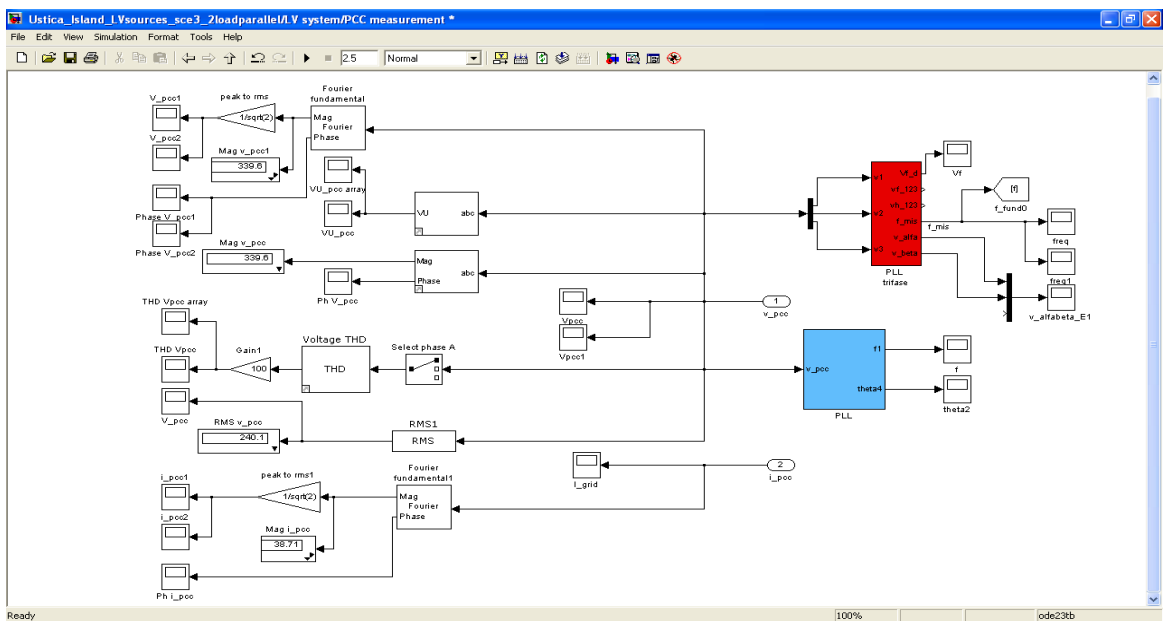 Ustica_Island_LVsources_sce3_2loadparallel/LV system/PCC measurement *
File Edit View Simulation Format Tools Help
2.5 Normal
V_pcc1
peak to rms
Fourier
fundamental
1/sqrt(2)
Mag
Fourier
Phase
V_pcc2
Mag v_pcc1
339.6
VU_pcc array
Phase V_pcc1
VU_pcc
VU
abc
Phase V_pcc2
Mag v_pcc
339.6
Mag
Phase
abc
Ph V_pcc
Vpcc
Vpcc1
1
v_pcc
v1
v2
v3
Vf_d
vf_123
vh_123
f_mis
v_alfa
v_beta
PLL
trifase
Vf
[f]
f_fund0
f_mis
freq
freq1
v_alfabeta_E1
THD Vpcc array
THD Vpcc
Gain1
100
Voltage THD
THD
Select phase A
V_pcc
RMS v_pcc
240.1
RMS1
RMS
v_pcc
f1
theta4
PLL
f
theta2
I_grid
2
i_pcc
i_pcc1
peak to rms1
Fourier
fundamental1
1/sqrt(2)
Mag
Fourier
Phase
i_pcc2
Mag i_pcc
38.71
Ph i_pcc
Ready
100%
ode23tb